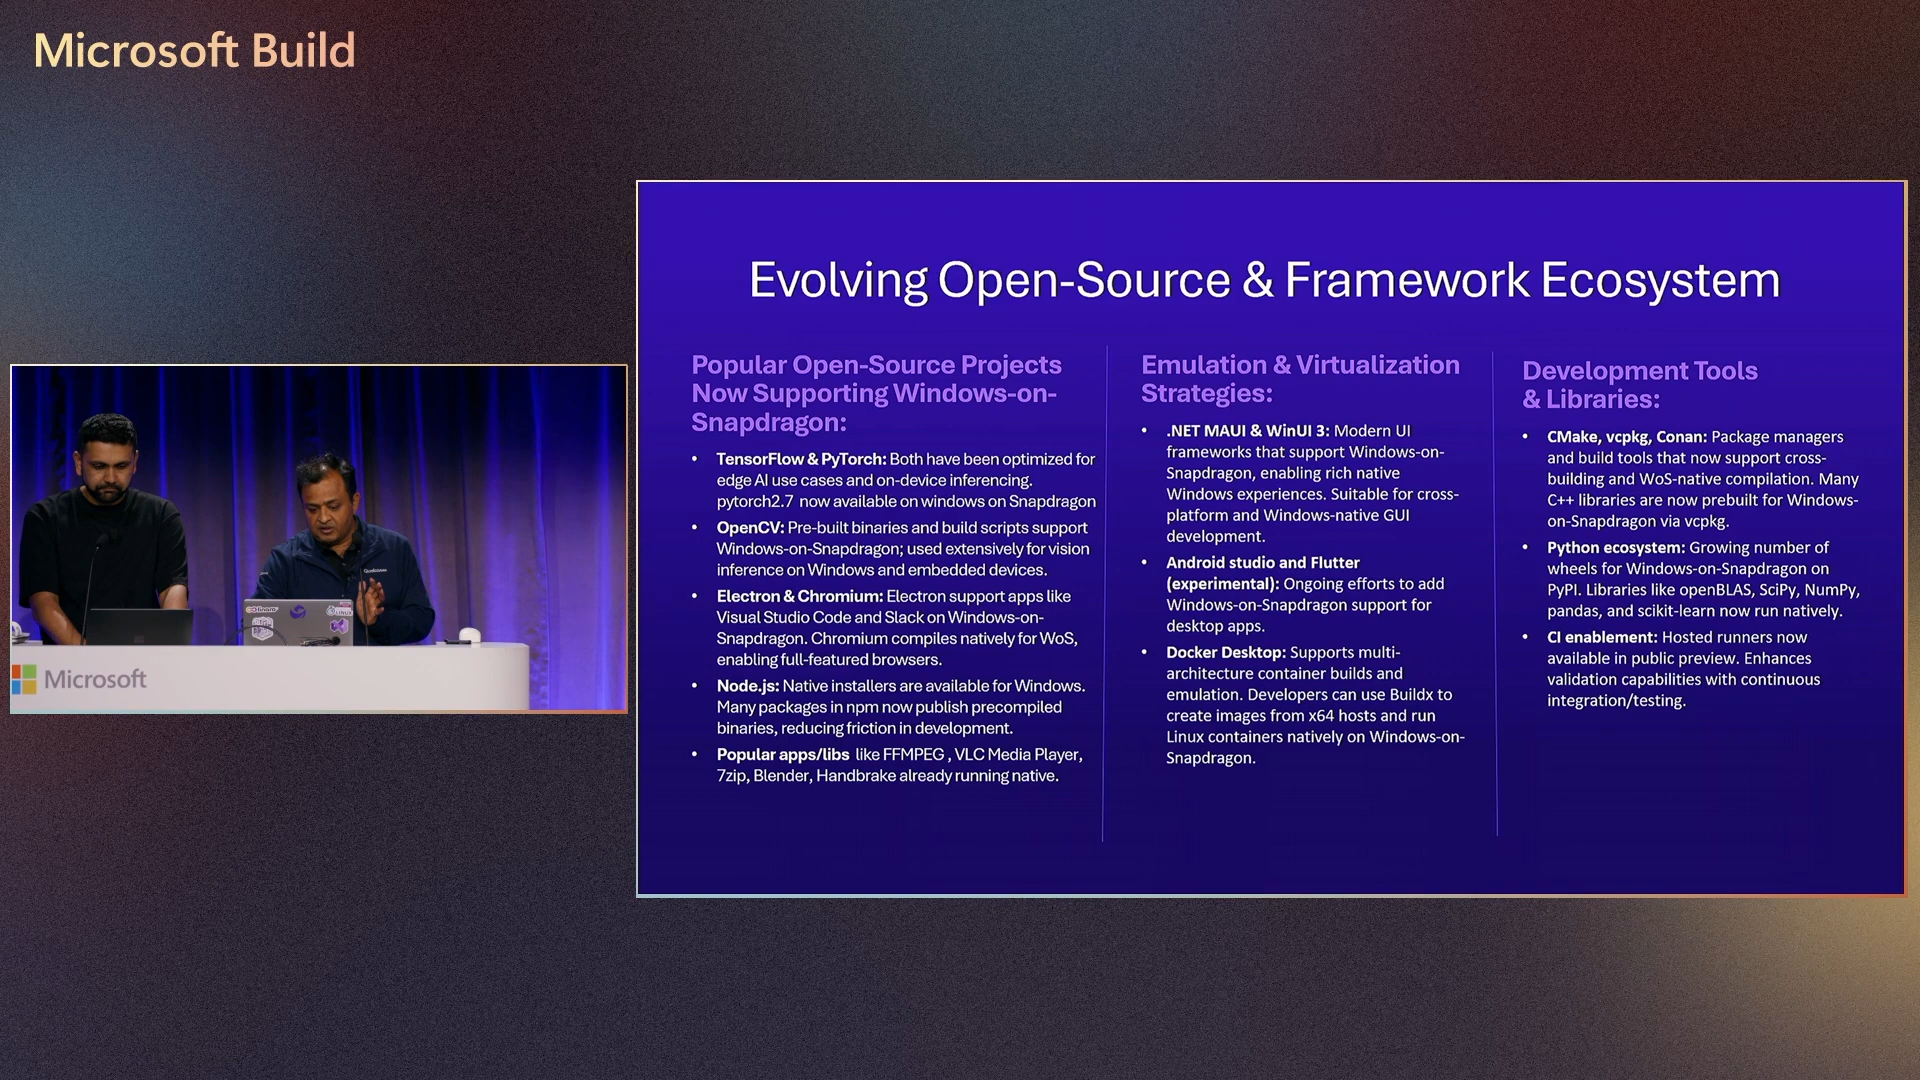 Microsoft Build
Evolving Open-Source & Framework Ecosystem
Popular Open-Source Projects
Now Supporting Windows-on-
Snapdragon:
• TensorFlow & PyTorch: Both have been optimized for
edge AI use cases and on-device inferencing.
pytorch2.7 now available on windows on Snapdragon
• OpenCV: Pre-built binaries and build scripts support
Windows-on-Snapdragon; used extensively for vision
inference on Windows and embedded devices.
• Electron & Chromium: Electron support apps like
Visual Studio Code and Slack on Windows-on-
Snapdragon. Chromium compiles natively for WoS,
enabling full-featured browsers.
• Node.js: Native installers are available for Windows.
Many packages in npm now publish precompiled
binaries, reducing friction in development.
• Popular apps/libs like FFMPEG , VLC Media Player,
7zip, Blender, Handbrake already running native.
Emulation & Virtualization
Strategies:
• .NET MAUI & WinUI 3: Modern UI
frameworks that support Windows-on-
Snapdragon, enabling rich native
Windows experiences. Suitable for cross-
platform and Windows-native GUI
development.
• Android studio and Flutter
(experimental): Ongoing efforts to add
Windows-on-Snapdragon support for
desktop apps.
• Docker Desktop: Supports multi-
architecture container builds and
emulation. Developers can use Buildx to
create images from x64 hosts and run
Linux containers natively on Windows-on-
Snapdragon.
Development Tools
& Libraries:
• CMake, vcpkg, Conan: Package managers
and build tools that now support cross-
building and WoS-native compilation. Many
C++ libraries are now prebuilt for Windows-
on-Snapdragon via vcpkg.
• Python ecosystem: Growing number of
wheels for Windows-on-Snapdragon on
PyPI. Libraries like openBLAS, SciPy, NumPy,
pandas, and scikit-learn now run natively.
• CI enablement: Hosted runners now
available in public preview. Enhances
validation capabilities with continuous
integration/testing.
Qualcomm
Linaro
Microsoft